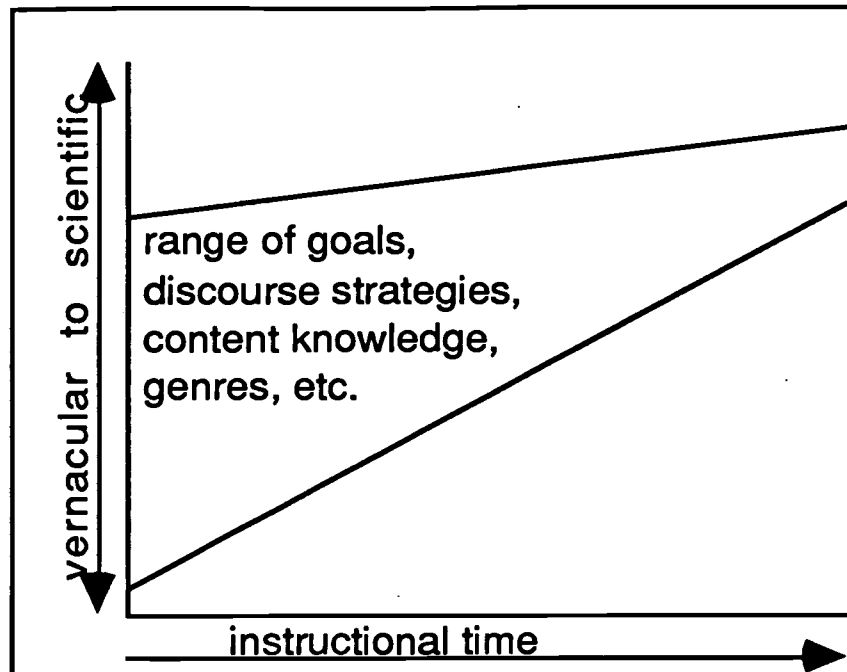 vernacular to scientific
range of goals,
discourse strategies,
content knowledge,
genres, etc.
instructional time